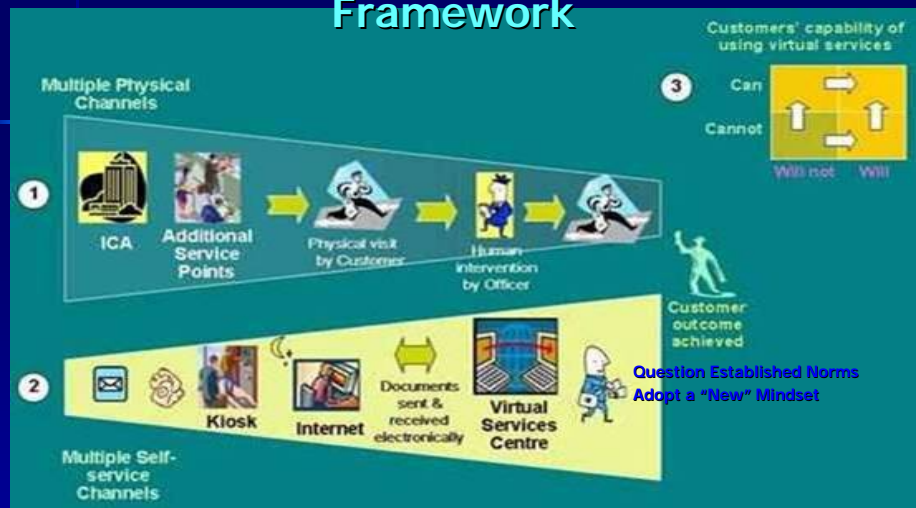 Framework
Customers' capability of
using virtual services
3
Can
Cannot
Will not
Will
Multiple Physical
Channels
1
ICA
Additional
Service
Points
Physical visit
by Customer
Human
intervention
by Officer
Customer
outcome
achieved
2
Kiosk
Internet
Documents
sent &
received
electronically
Virtual
Services
Centre
Question Established Norms
Adopt a "New" Mindset
Multiple Self-
service
Channels